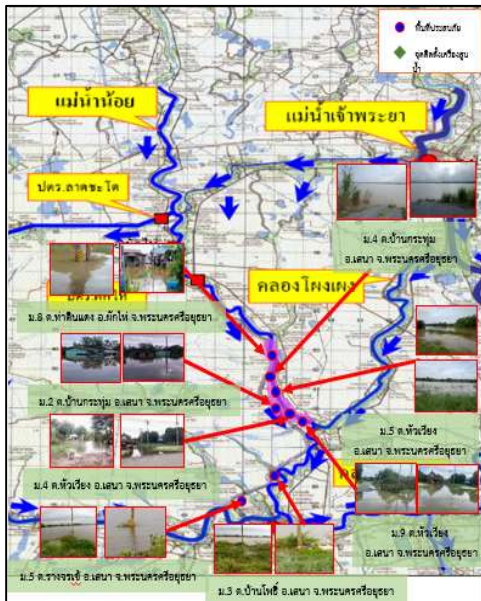 พื้นที่ประสบภัย
จุดติดตั้งเครื่องสูบ
น้ำ
แม่น้ำน้อย
แม่น้ำเจ้าพระยา
ปตร.ลาดชะโด
ม.4 ต.บ้านกระทุ่ม
อ.เสนา จ.พระนครศรีอยุธยา
คลองโผงเผง
ม.8 ต.ท่าดินแดง อ.ผักไห่ จ.พระนครศรีอยุธยา
ม.2 ต.บ้านกระทุ่ม อ.เสนา จ.พระนครศรีอยุธยา
ม.5 ต.หัวเวียง
อ.เสนา จ.พระนครศรีอยุธยา
ม.4 ต.หัวเวียง อ.เสนา จ.พระนครศรีอยุธยา
ม.9 ต.หัวเวียง
อ.เสนา จ.พระนครศรีอยุธยา
ม.5 ต.รางจรเข้ อ.เสนา จ.พระนครศรีอยุธยา
ม.3 ต.บ้านโพธิ์ อ.เสนา จ.พระนครศรีอยุธยา